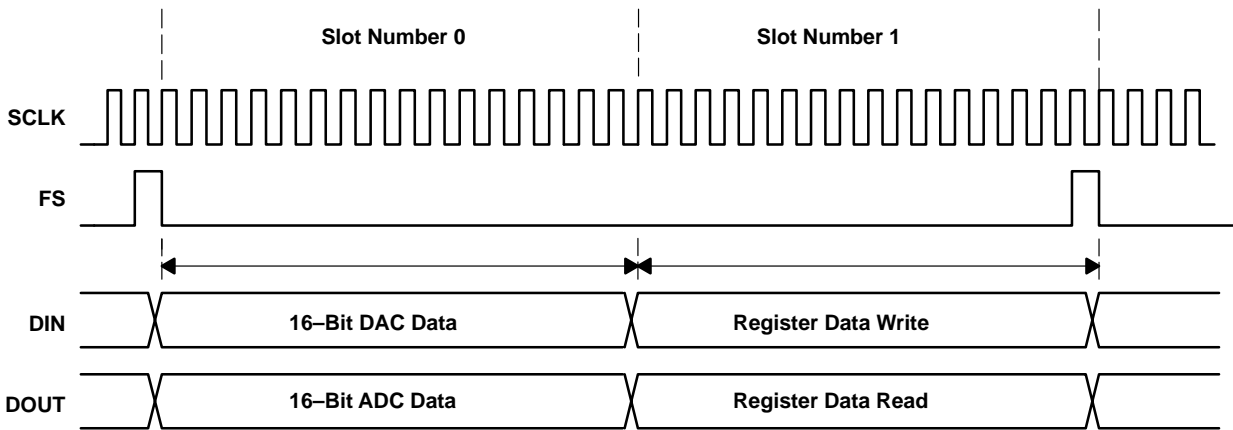 Slot Number 0 Slot Number 1
SCLK
FS
DIN 16–Bit DAC Data Register Data Write
DOUT 16–Bit ADC Data Register Data Read